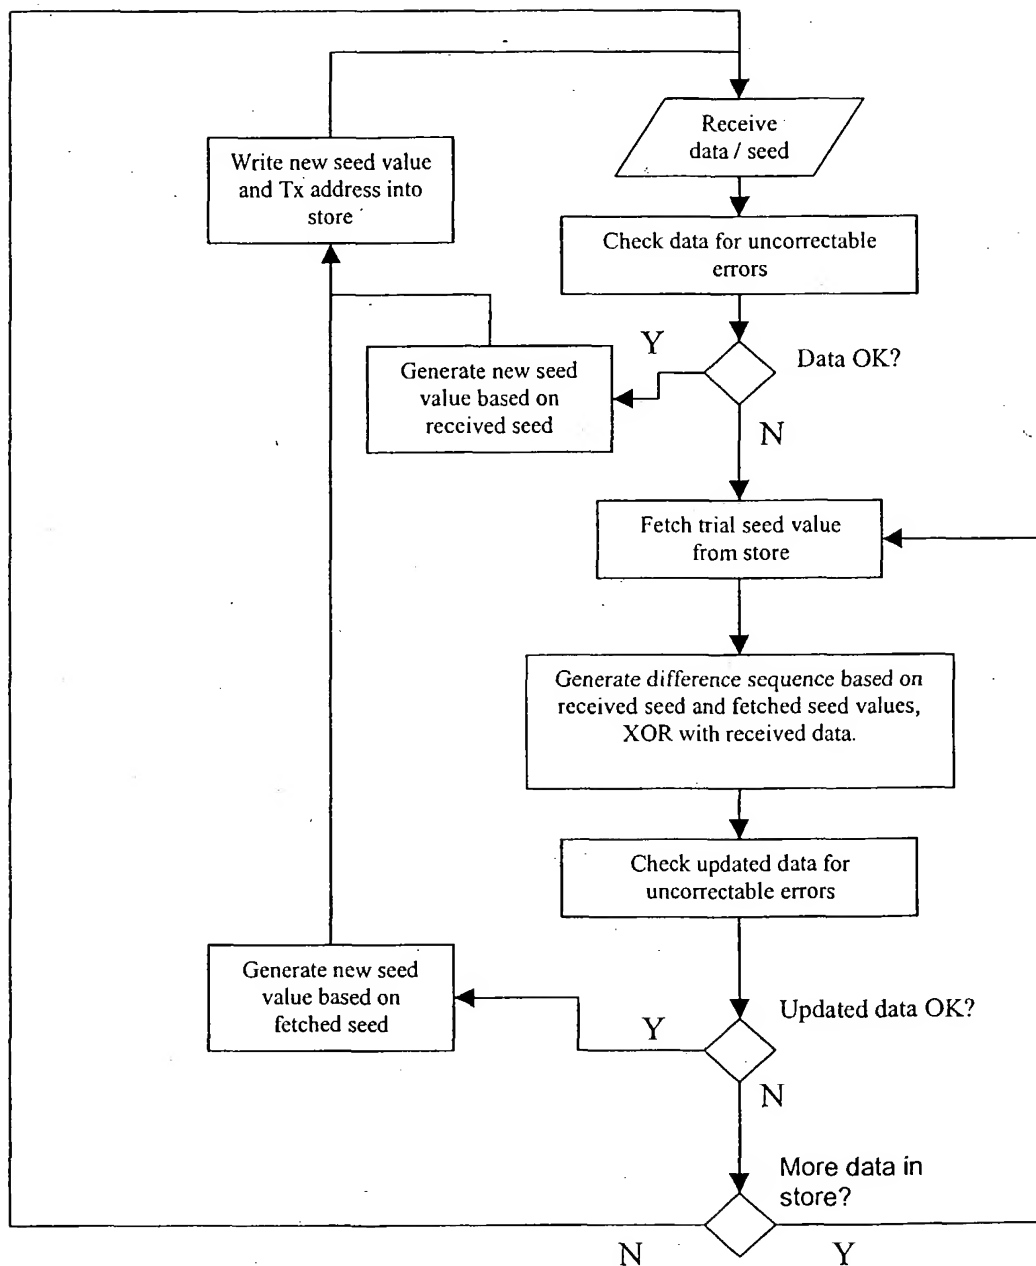 Receive
data / seed
Write new seed value
and Tx address into
store
Check data for uncorrectable
errors
Y
Data OK?
Generate new seed
value based on
received seed
N
Fetch trial seed value
from store
Generate difference sequence based on
received seed and fetched seed values,
XOR with received data.
Check updated data for
uncorrectable errors
Generate new seed
value based on
fetched seed
Updated data OK?
Y
N
More data in
store?
N
Y